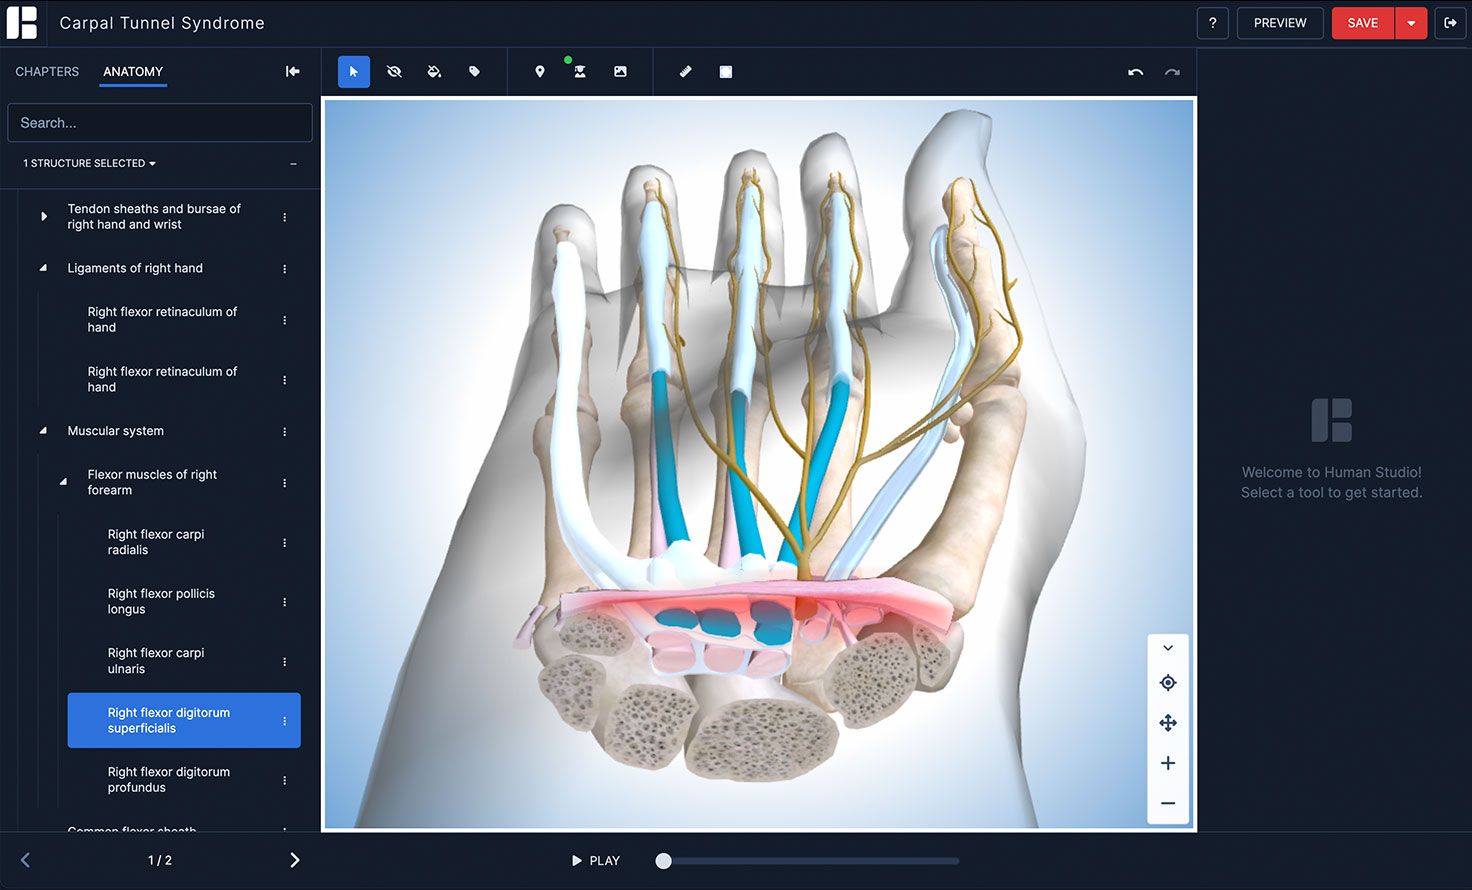 Carpal Tunnel Syndrome
?
PREVIEW
SAVE
CHAPTERS
ANATOMY
Search...
1 STRUCTURE SELECTED
Tendon sheaths and bursae of
right hand and wrist
Ligaments of right hand
Right flexor retinaculum of
hand
Right flexor retinaculum of
hand
Muscular system
Flexor muscles of right
forearm
Right flexor carpi
radialis
Right flexor pollicis
longus
Right flexor carpi
ulnaris
Right flexor digitorum
superficialis
Right flexor digitorum
profundus
Common flexor sheath
Welcome to Human Studio!
Select a tool to get started.
1 / 2
PLAY